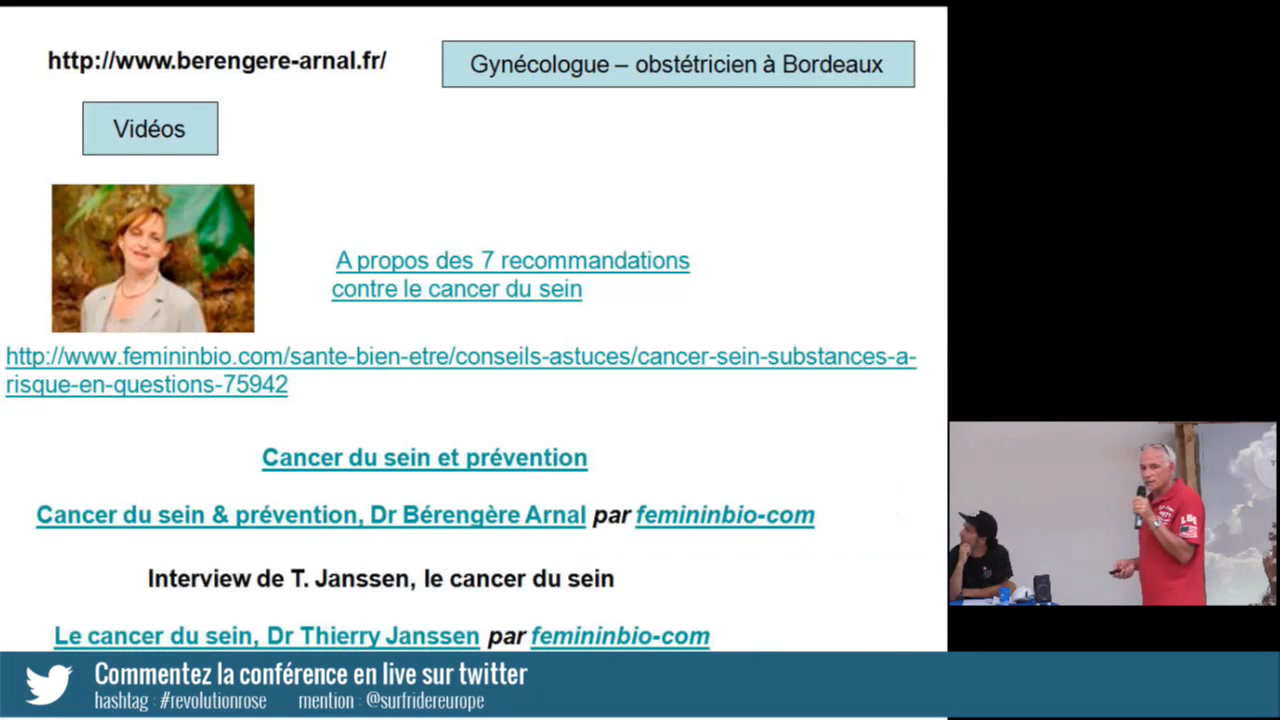 http://www.berengere-arnal.fr/
Gynécologue – obstétricien à Bordeaux
Vidéos
A propos des 7 recommandations
contre le cancer du sein
http://www.femininbio.com/sante-bien-etre/conseils-astuces/cancer-sein-substances-a-
risque-en-questions-75942
Cancer du sein et prévention
Cancer du sein & prévention, Dr Bérengère Arnal par femininbio-com
Interview de T. Janssen, le cancer du sein
Le cancer du sein, Dr Thierry Janssen par femininbio-com
Commentez la conférence en live sur twitter
hashtag : #revolutionrose mention : @surfridereurope